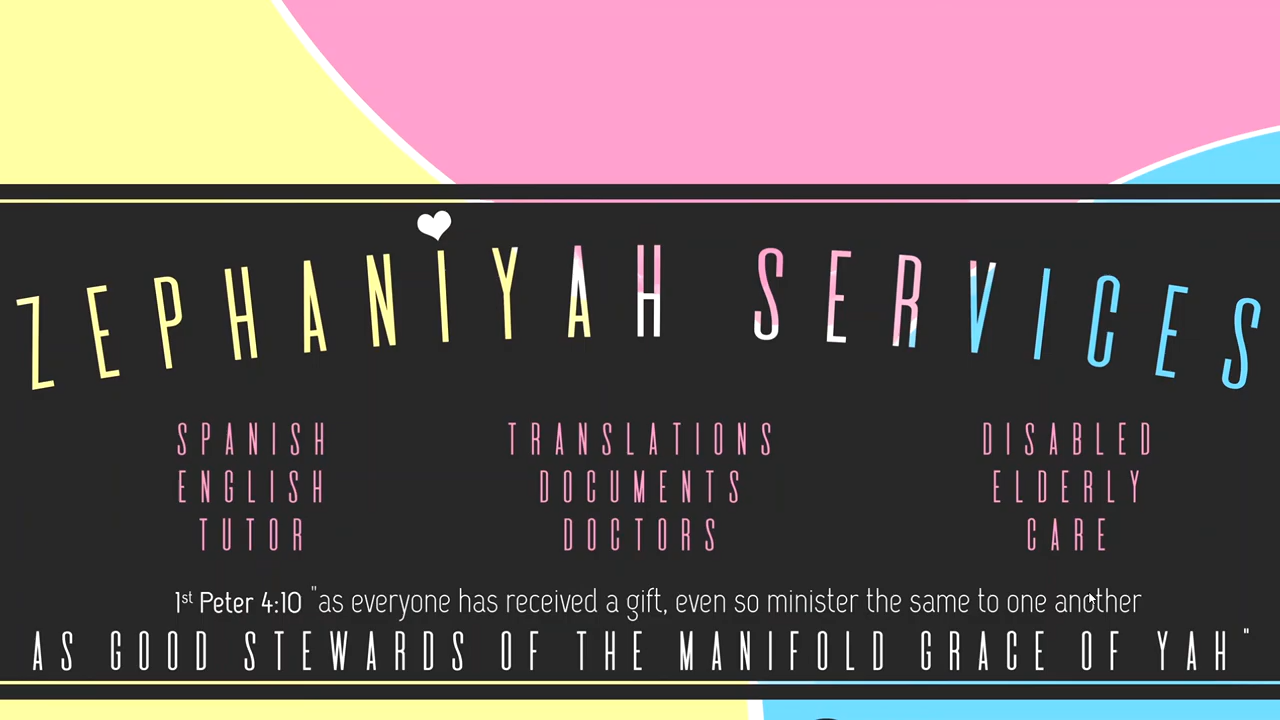 ZEPHANIYAH SERVICES
SPANISH
ENGLISH
TUTOR
TRANSLATIONS
DOCUMENTS
DOCTORS
DISABLED
ELDERLY
CARE
1st Peter 4:10 "as everyone has received a gift, even so minister the same to one another
AS GOOD STEWARDS OF THE MANIFOLD GRACE OF YAH"